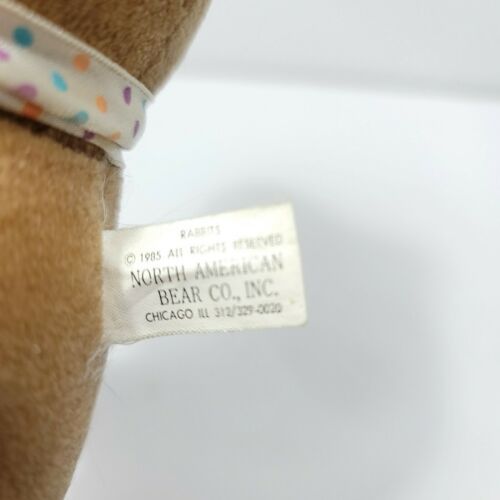 RABBITS
© 1985 ALL RIGHTS RESERVED
NORTH AMERICAN
BEAR CO., INC.
CHICAGO ILL 312/329-0020